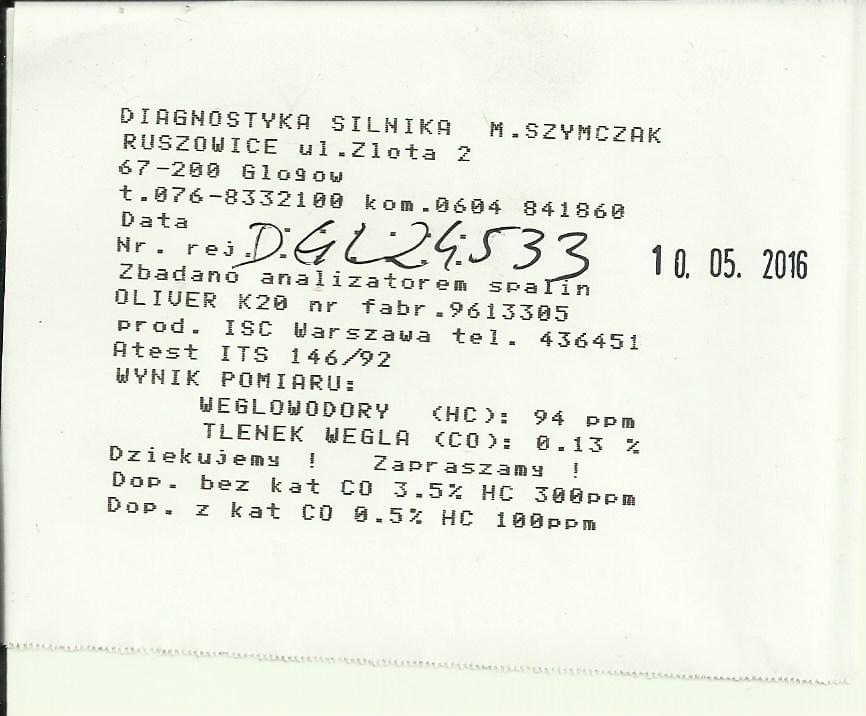 DIAGNOSTYKA SILNIKA M.SZYMCZAK
RUSZOWICE ul.Zlota 2
67-200 Glogow
t.076-8332100 kom.0604 841860
Data
Nr. rej. DGL24533 10. 05. 2016
Zbadano analizatorem spalin
OLIVER K20 nr fabr.9613305
prod. ISC Warszawa tel. 436451
Atest ITS 146/92
WYNIK POMIARU:
WEGLOWODORY (HC): 94 ppm
TLENEK WEGLA (CO): 0.13 %
Dziekujemy ! Zapraszamy !
Dop. bez kat CO 3.5% HC 300ppm
Dop. z kat CO 0.5% HC 100ppm